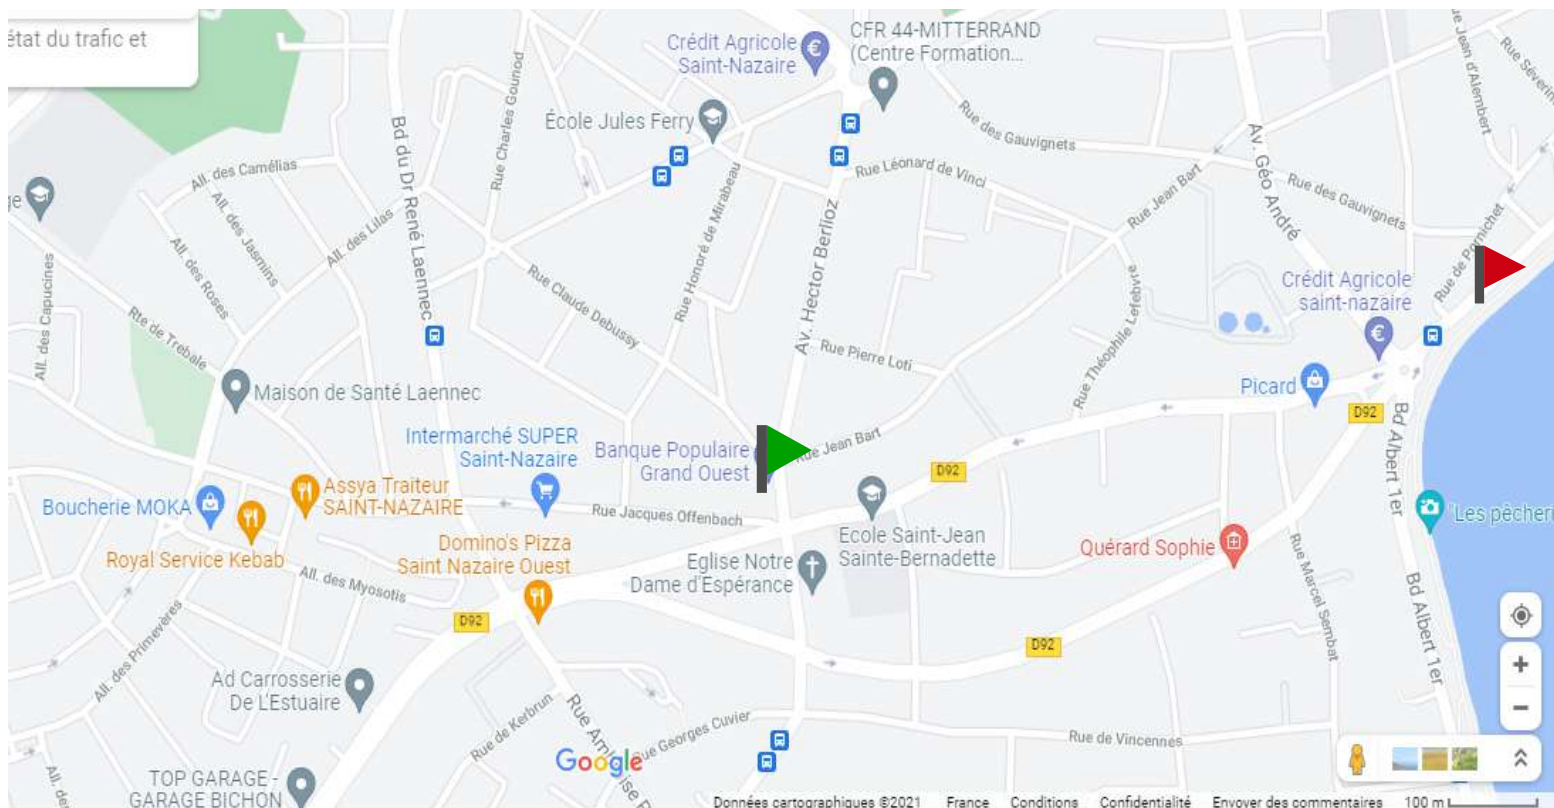 état du trafic et
Crédit Agricole
Saint-Nazaire
CFR 44-MITTERRAND
(Centre Formation...
Rue Jean d'Alembert
Rue Séverin
École Jules Ferry
Rue Charles Gounod
Bd du Dr René Laennec
Rue des Gauvignets
Av. Géo André
All. des Camélias
Rue Léonard de Vinci
Rue Jean Bart
Rue des Gauvignets
Rue de Pornichet
ge
All. des Jasmins
All. des Lilas
All. des Roses
All. des Capucines
Rue Honoré de Mirabeau
Av. Hector Berlioz
Rue Claude Debussy
Rue Théophile Lefebvre
Crédit Agricole
saint-nazaire
Rte de Trebale
Rue Pierre Loti
Maison de Santé Laennec
Picard
D92
Bd Albert 1er
Intermarché SUPER
Saint-Nazaire
Banque Populaire
Grand Ouest
Rue Jean Bart
D92
Assya Traiteur
SAINT-NAZAIRE
Boucherie MOKA
Rue Jacques Offenbach
Royal Service Kebab
Domino's Pizza
Saint Nazaire Ouest
Eglise Notre
Dame d'Espérance
Ecole Saint-Jean
Sainte-Bernadette
Quérard Sophie
"Les pêcheri
All. des Myosotis
D92
D92
Rue Marcel Sembat
Bd Albert 1er
All. des Primevères
Ad Carrosserie
De L'Estuaire
Rue de Kerbrun
Rue Georges Cuvier
Rue de Vincennes
Google
TOP GARAGE -
GARAGE BICHON
Données cartographiques ©2021 France Conditions Confidentialité Envoyer des commentaires 100 m